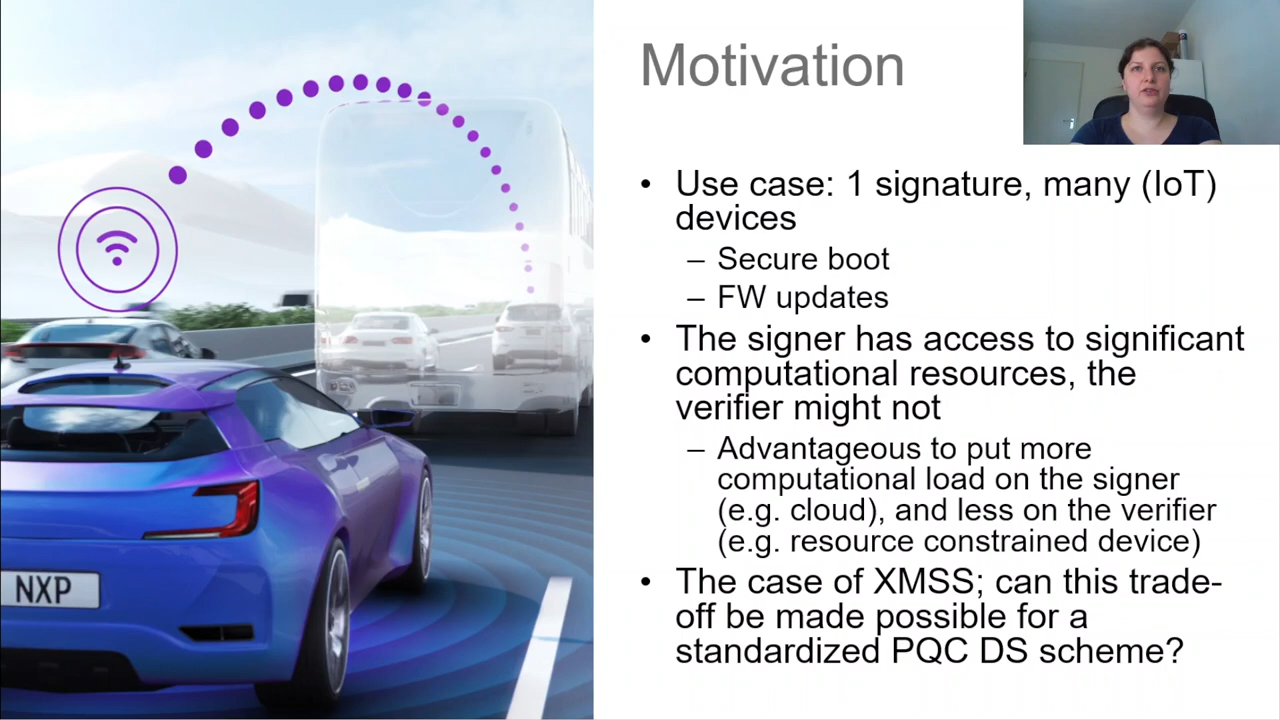 Motivation
• Use case: 1 signature, many (IoT)
devices
– Secure boot
– FW updates
• The signer has access to significant
computational resources, the
verifier might not
– Advantageous to put more
computational load on the signer
(e.g. cloud), and less on the verifier
(e.g. resource constrained device)
• The case of XMSS; can this trade-
off be made possible for a
standardized PQC DS scheme?
NXP